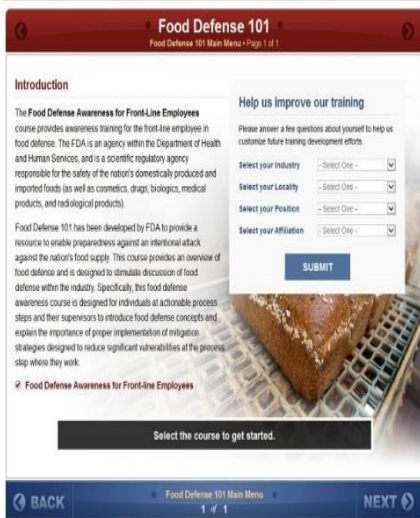 Food Defense 101
Food Defense 101 Main Menu • Page 1 of 1
Introduction
The Food Defense Awareness for Front-Line Employees
course provides awareness training for the front-line employee in
food defense. The FDA is an agency within the Department of Health
and Human Services, and is a scientific regulatory agency
responsible for the safety of the nation's domestically produced and
imported foods (as well as cosmetics, drugs, biologics, medical
products, and radiological products).
Food Defense 101 has been developed by FDA to provide a
resource to enable preparedness against an intentional attack
against the nation's food supply. This course provides an overview of
food defense and is designed to stimulate discussion of food
defense within the industry. Specifically, this food defense
awareness course is designed for individuals at actionable process
steps and their supervisors to introduce food defense concepts and
explain the importance of proper implementation of mitigation
strategies designed to reduce significant vulnerabilities at the process
step where they work.
Food Defense Awareness for Front-line Employees
Help us improve our training
Please answer a few questions about yourself to help us
customize future training development efforts.
Select your Industry - Select One -
Select your Locality - Select One -
Select your Position - Select One -
Select your Affiliation - Select One -
SUBMIT
Select the course to get started.
BACK
Food Defense 101 Main Menu
1 of 1
NEXT